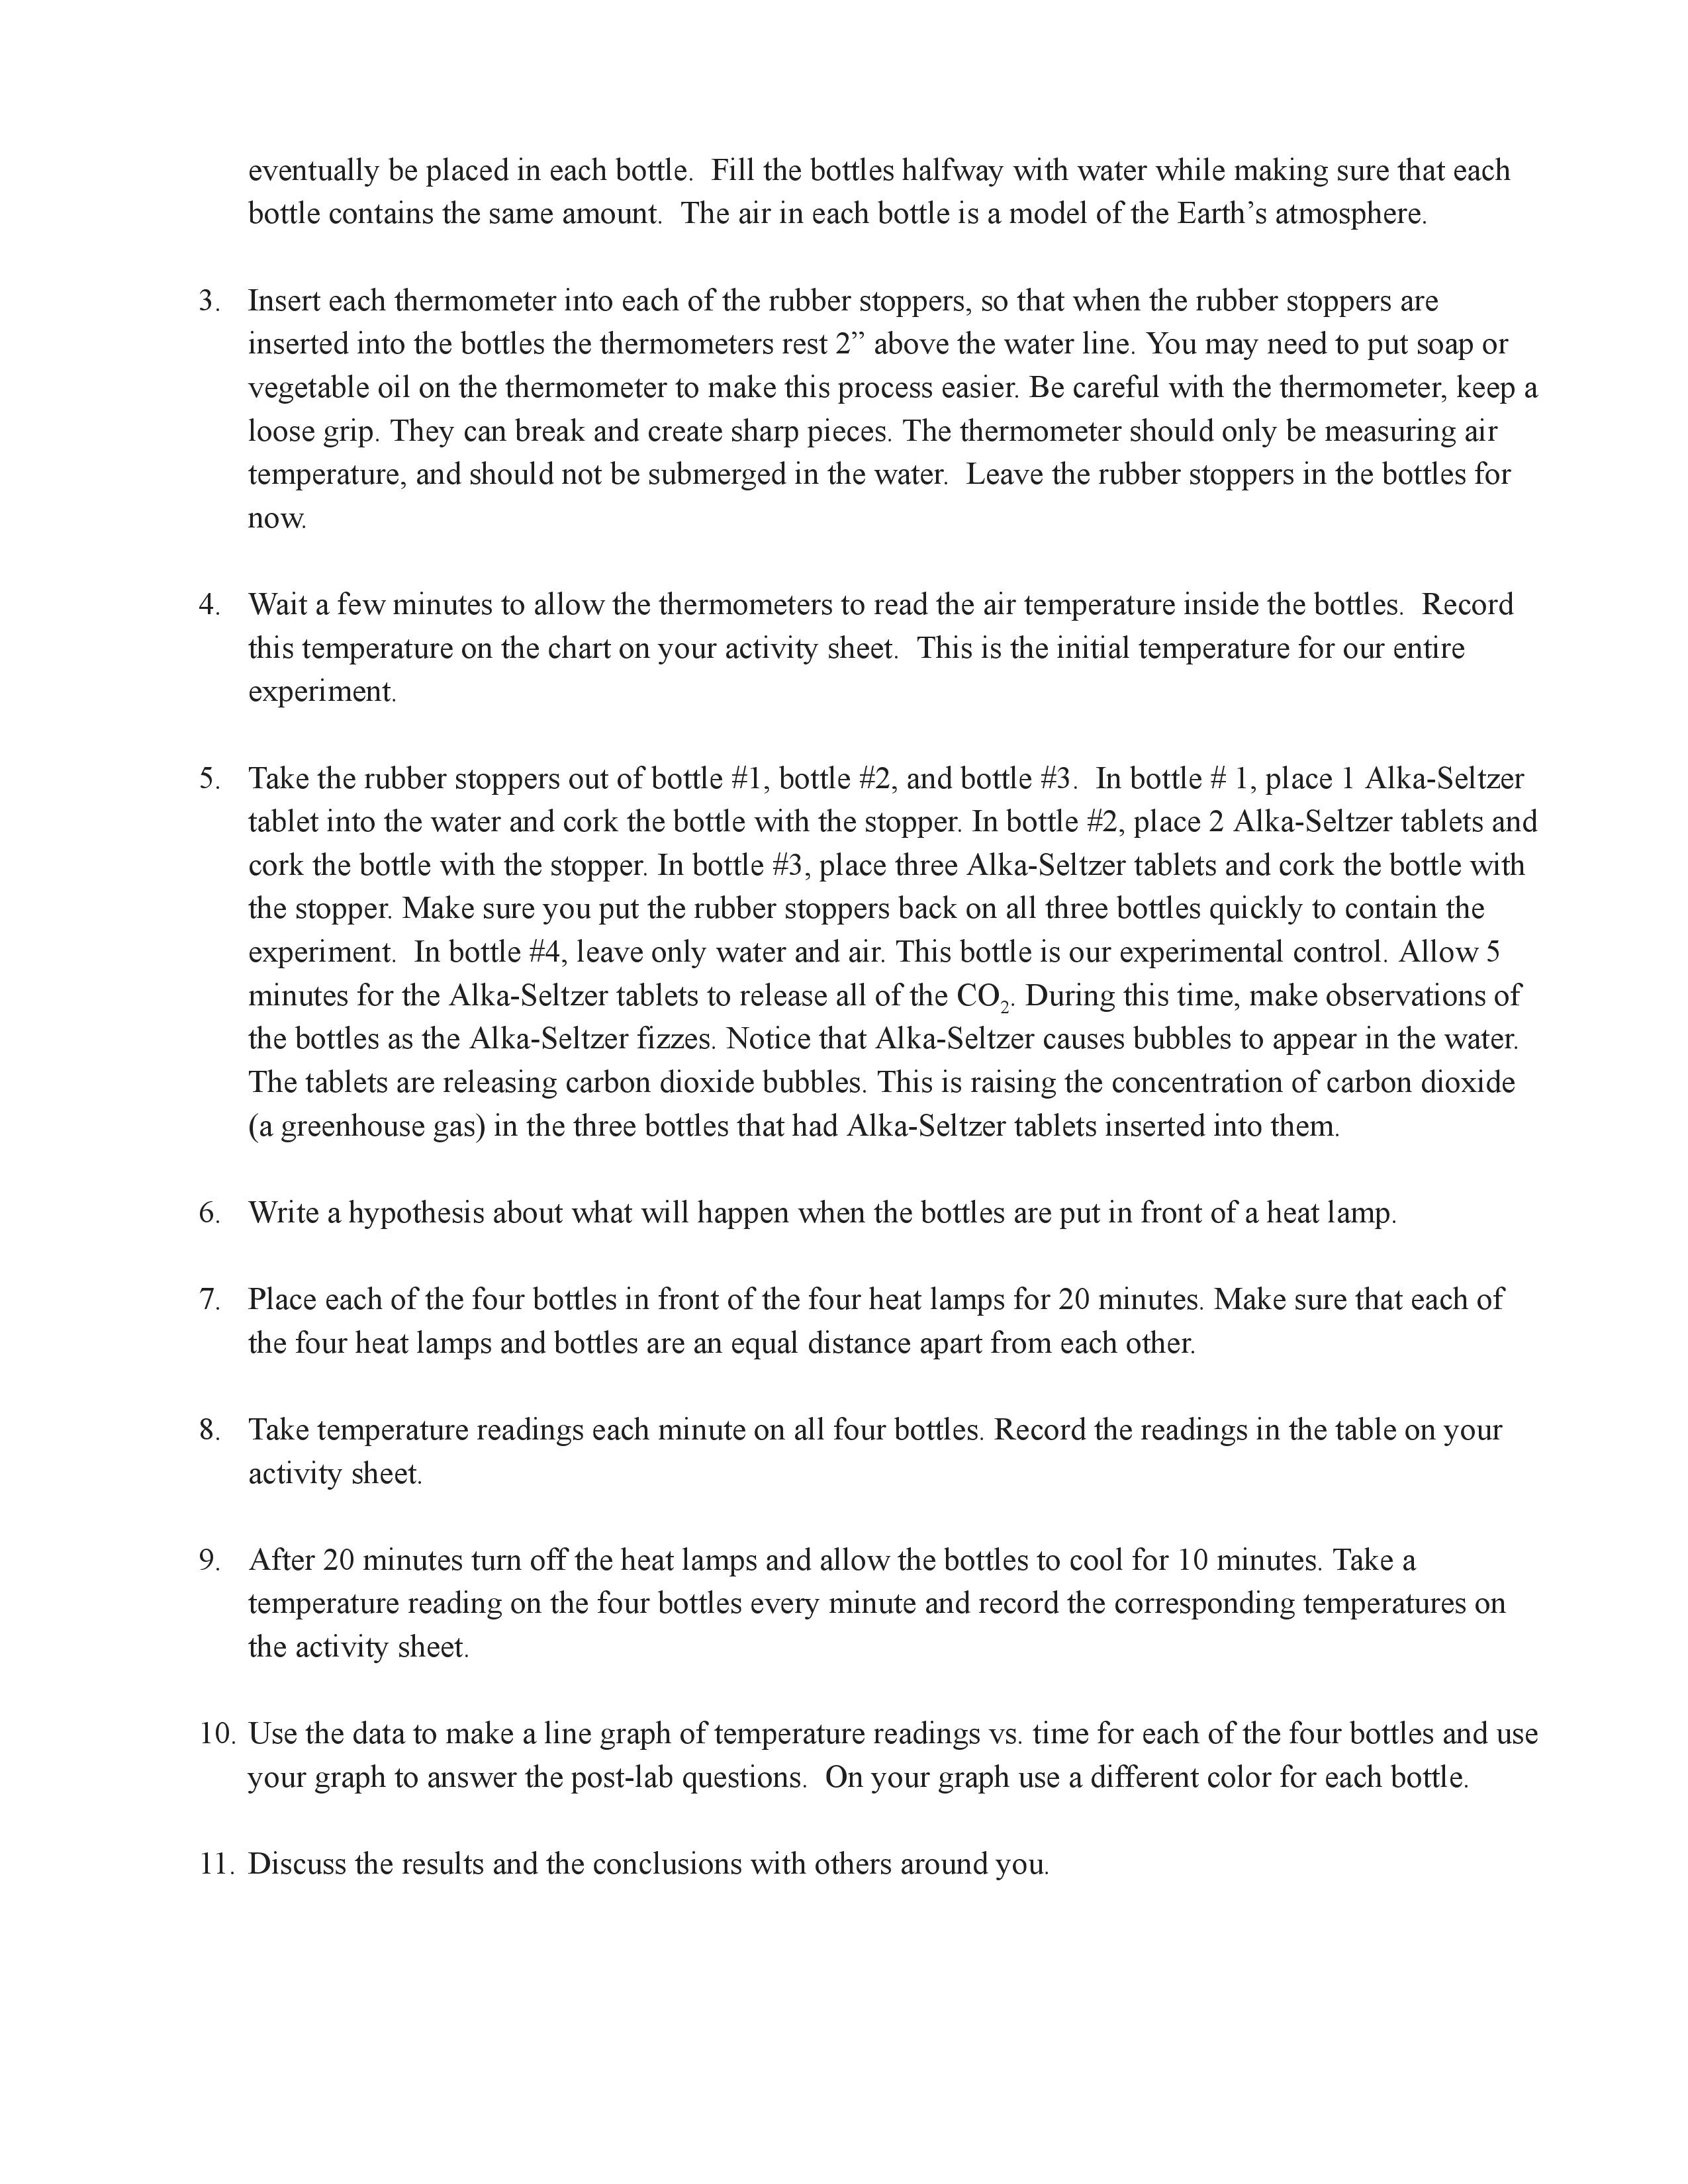 eventually be placed in each bottle.  Fill the bottles halfway with water while making sure that each
bottle contains the same amount.  The air in each bottle is a model of the Earth’s atmosphere.
3. Insert each thermometer into each of the rubber stoppers, so that when the rubber stoppers are
inserted into the bottles the thermometers rest 2” above the water line. You may need to put soap or
vegetable oil on the thermometer to make this process easier. Be careful with the thermometer, keep a
loose grip. They can break and create sharp pieces. The thermometer should only be measuring air
temperature, and should not be submerged in the water.  Leave the rubber stoppers in the bottles for
now.
4. Wait a few minutes to allow the thermometers to read the air temperature inside the bottles.  Record
this temperature on the chart on your activity sheet.  This is the initial temperature for our entire
experiment.
5. Take the rubber stoppers out of bottle #1, bottle #2, and bottle #3.  In bottle # 1, place 1 Alka-Seltzer
tablet into the water and cork the bottle with the stopper. In bottle #2, place 2 Alka-Seltzer tablets and
cork the bottle with the stopper. In bottle #3, place three Alka-Seltzer tablets and cork the bottle with
the stopper. Make sure you put the rubber stoppers back on all three bottles quickly to contain the
experiment.  In bottle #4, leave only water and air. This bottle is our experimental control. Allow 5
minutes for the Alka-Seltzer tablets to release all of the CO₂. During this time, make observations of
the bottles as the Alka-Seltzer fizzes. Notice that Alka-Seltzer causes bubbles to appear in the water.
The tablets are releasing carbon dioxide bubbles. This is raising the concentration of carbon dioxide
(a greenhouse gas) in the three bottles that had Alka-Seltzer tablets inserted into them.
6. Write a hypothesis about what will happen when the bottles are put in front of a heat lamp.
7. Place each of the four bottles in front of the four heat lamps for 20 minutes. Make sure that each of
the four heat lamps and bottles are an equal distance apart from each other.
8. Take temperature readings each minute on all four bottles. Record the readings in the table on your
activity sheet.
9. After 20 minutes turn off the heat lamps and allow the bottles to cool for 10 minutes. Take a
temperature reading on the four bottles every minute and record the corresponding temperatures on
the activity sheet.
10. Use the data to make a line graph of temperature readings vs. time for each of the four bottles and use
your graph to answer the post-lab questions.  On your graph use a different color for each bottle.
11. Discuss the results and the conclusions with others around you.